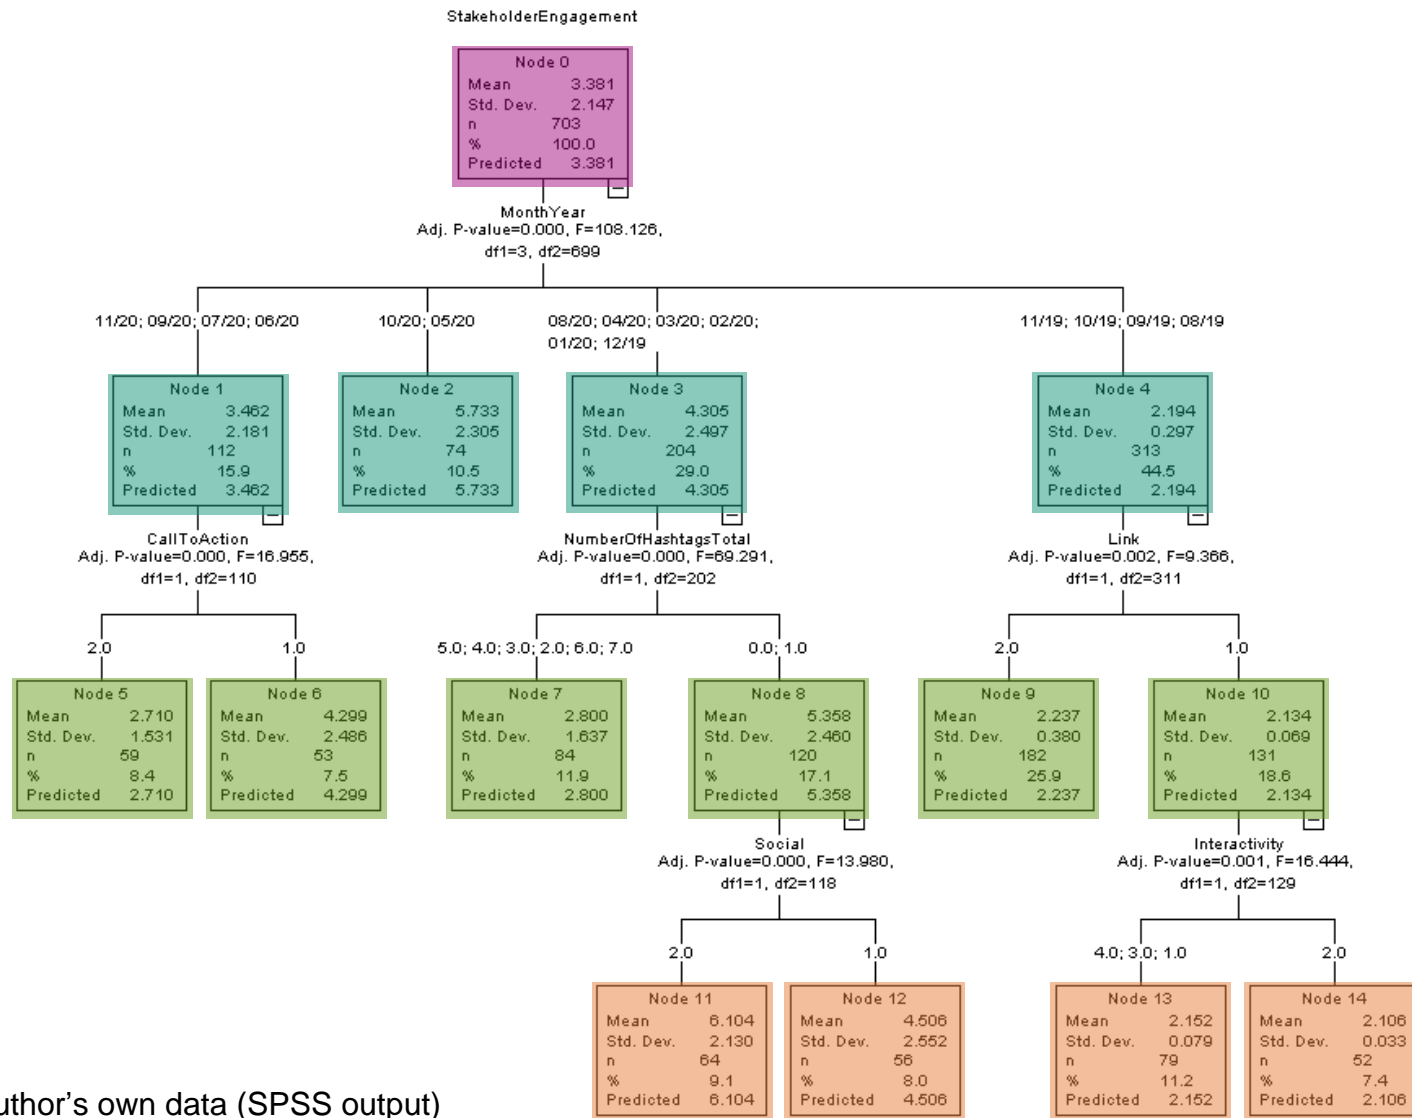 StakeholderEngagement
Node 0
Mean 3.381
Std. Dev. 2.147
n 703
% 100.0
Predicted 3.381
MonthYear
Adj. P-value=0.000, F=108.126,
df1=3, df2=699
11/20; 09/20; 07/20; 06/20
10/20; 05/20
08/20; 04/20; 03/20; 02/20;
01/20; 12/19
11/19; 10/19; 09/19; 08/19
Node 1
Mean 3.462
Std. Dev. 2.181
n 112
% 15.9
Predicted 3.462
Node 2
Mean 5.733
Std. Dev. 2.305
n 74
% 10.5
Predicted 5.733
Node 3
Mean 4.305
Std. Dev. 2.497
n 204
% 29.0
Predicted 4.305
Node 4
Mean 2.194
Std. Dev. 0.297
n 313
% 44.5
Predicted 2.194
CallToAction
Adj. P-value=0.000, F=16.955,
df1=1, df2=110
NumberOfHashtagsTotal
Adj. P-value=0.000, F=69.291,
df1=1, df2=202
Link
Adj. P-value=0.002, F=9.366,
df1=1, df2=311
2.0
1.0
5.0; 4.0; 3.0; 2.0; 6.0; 7.0
0.0; 1.0
2.0
1.0
Node 5
Mean 2.710
Std. Dev. 1.531
n 59
% 8.4
Predicted 2.710
Node 6
Mean 4.299
Std. Dev. 2.486
n 53
% 7.5
Predicted 4.299
Node 7
Mean 2.800
Std. Dev. 1.637
n 84
% 11.9
Predicted 2.800
Node 8
Mean 5.358
Std. Dev. 2.460
n 120
% 17.1
Predicted 5.358
Node 9
Mean 2.237
Std. Dev. 0.380
n 182
% 25.9
Predicted 2.237
Node 10
Mean 2.134
Std. Dev. 0.069
n 131
% 18.6
Predicted 2.134
Social
Adj. P-value=0.000, F=13.980,
df1=1, df2=118
Interactivity
Adj. P-value=0.001, F=16.444,
df1=1, df2=129
2.0
1.0
4.0; 3.0; 1.0
2.0
Node 11
Mean 6.104
Std. Dev. 2.130
n 64
% 9.1
Predicted 6.104
Node 12
Mean 4.506
Std. Dev. 2.552
n 56
% 8.0
Predicted 4.506
Node 13
Mean 2.152
Std. Dev. 0.079
n 79
% 11.2
Predicted 2.152
Node 14
Mean 2.106
Std. Dev. 0.033
n 52
% 7.4
Predicted 2.106
uthor's own data (SPSS output)